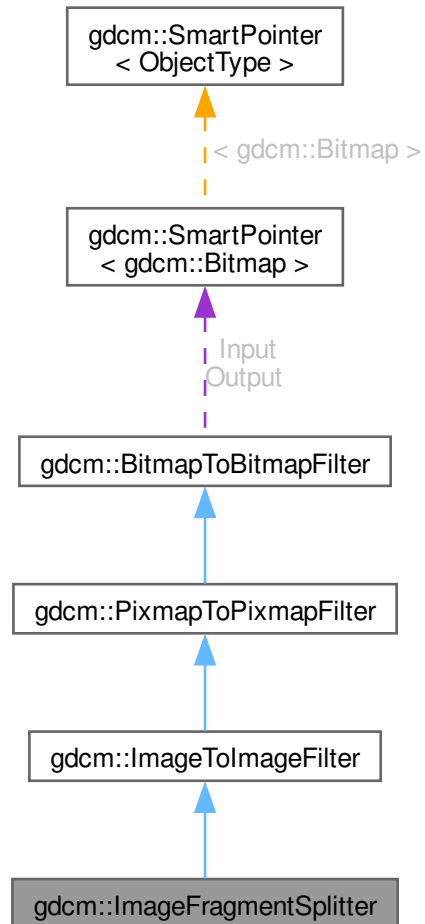 gdcm::SmartPointer
< ObjectType >
< gdcm::Bitmap >
gdcm::SmartPointer
< gdcm::Bitmap >
Input
Output
gdcm::BitmapToBitmapFilter
gdcm::PixmapToPixmapFilter
gdcm::ImageToImageFilter
gdcm::ImageFragmentSplitter